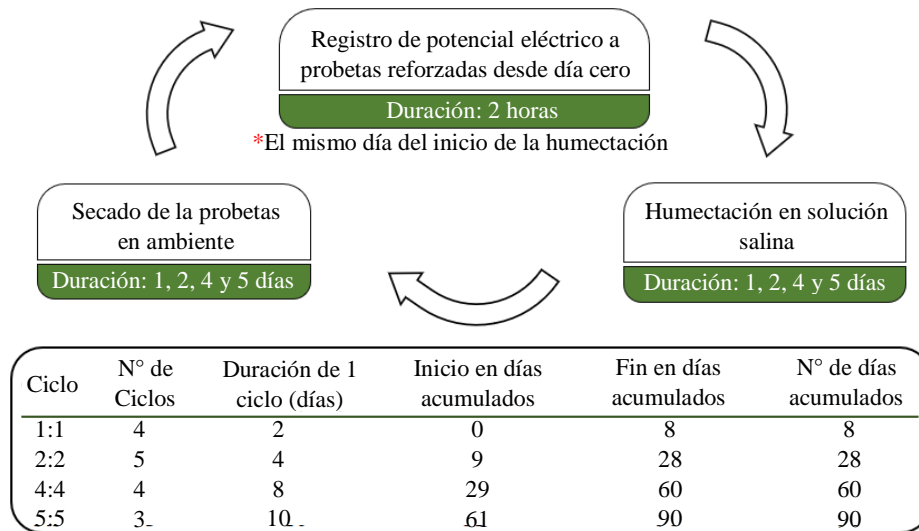 Registro de potencial eléctrico a
probetas reforzadas desde día cero
Duración: 2 horas
*El mismo día del inicio de la humectación
Secado de la probetas
en ambiente
Duración: 1, 2, 4 y 5 días
Humectación en solución
salina
Duración: 1, 2, 4 y 5 días
Ciclo N° de Ciclos Duración de 1 ciclo (días) Inicio en días acumulados Fin en días acumulados N° de días acumulados
1:1 4 2 0 8 8
2:2 5 4 9 28 28
4:4 4 8 29 60 60
5:5 3 10 61 90 90